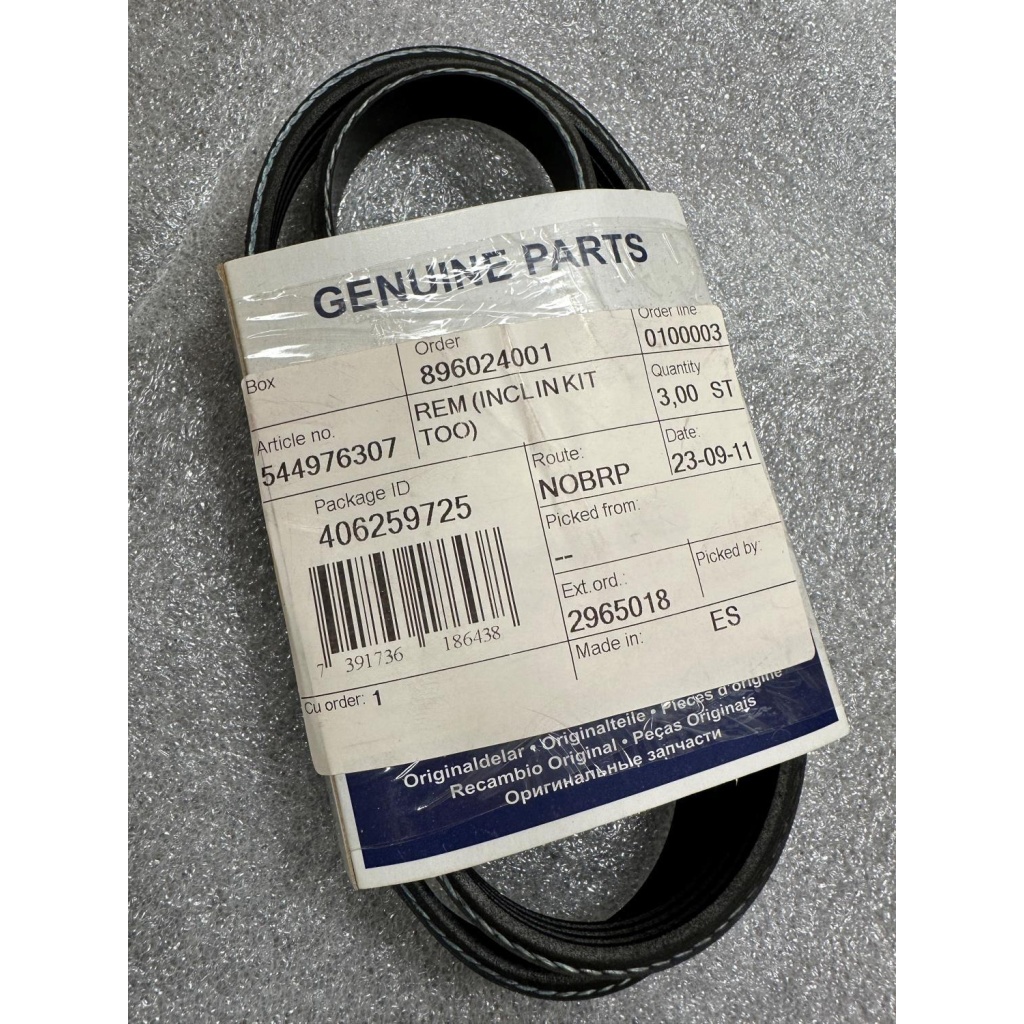 GENUINE PARTS
Box
Order
896024001
Order line
0100003
Article no.
544976307
REM (INCL IN KIT
TOO)
Quantity
3,00 ST
Package ID
406259725
Route:
NOBRP
Date:
23-09-11
Picked from:
--
Ext.ord.:
2965018
Picked by:
ES
Made in:
7 391736 186438
Cu order: 1
Originaldelar • Originalteile • Pièces d'origine
Recambio Original • Peças Originais
Оригинальные запчасти